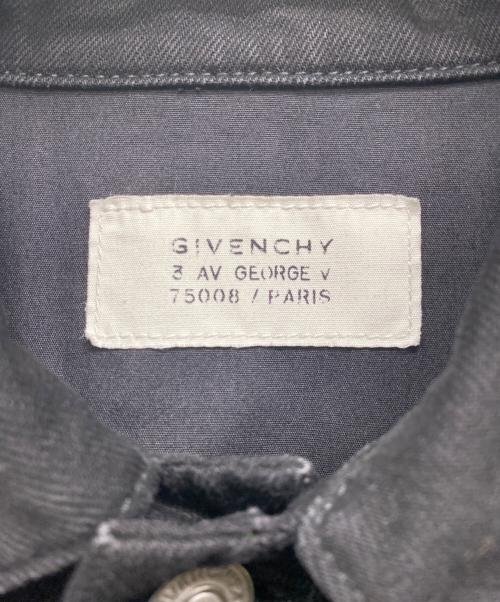 GIVENCHY
3 AV GEORGE V
75008 / PARIS